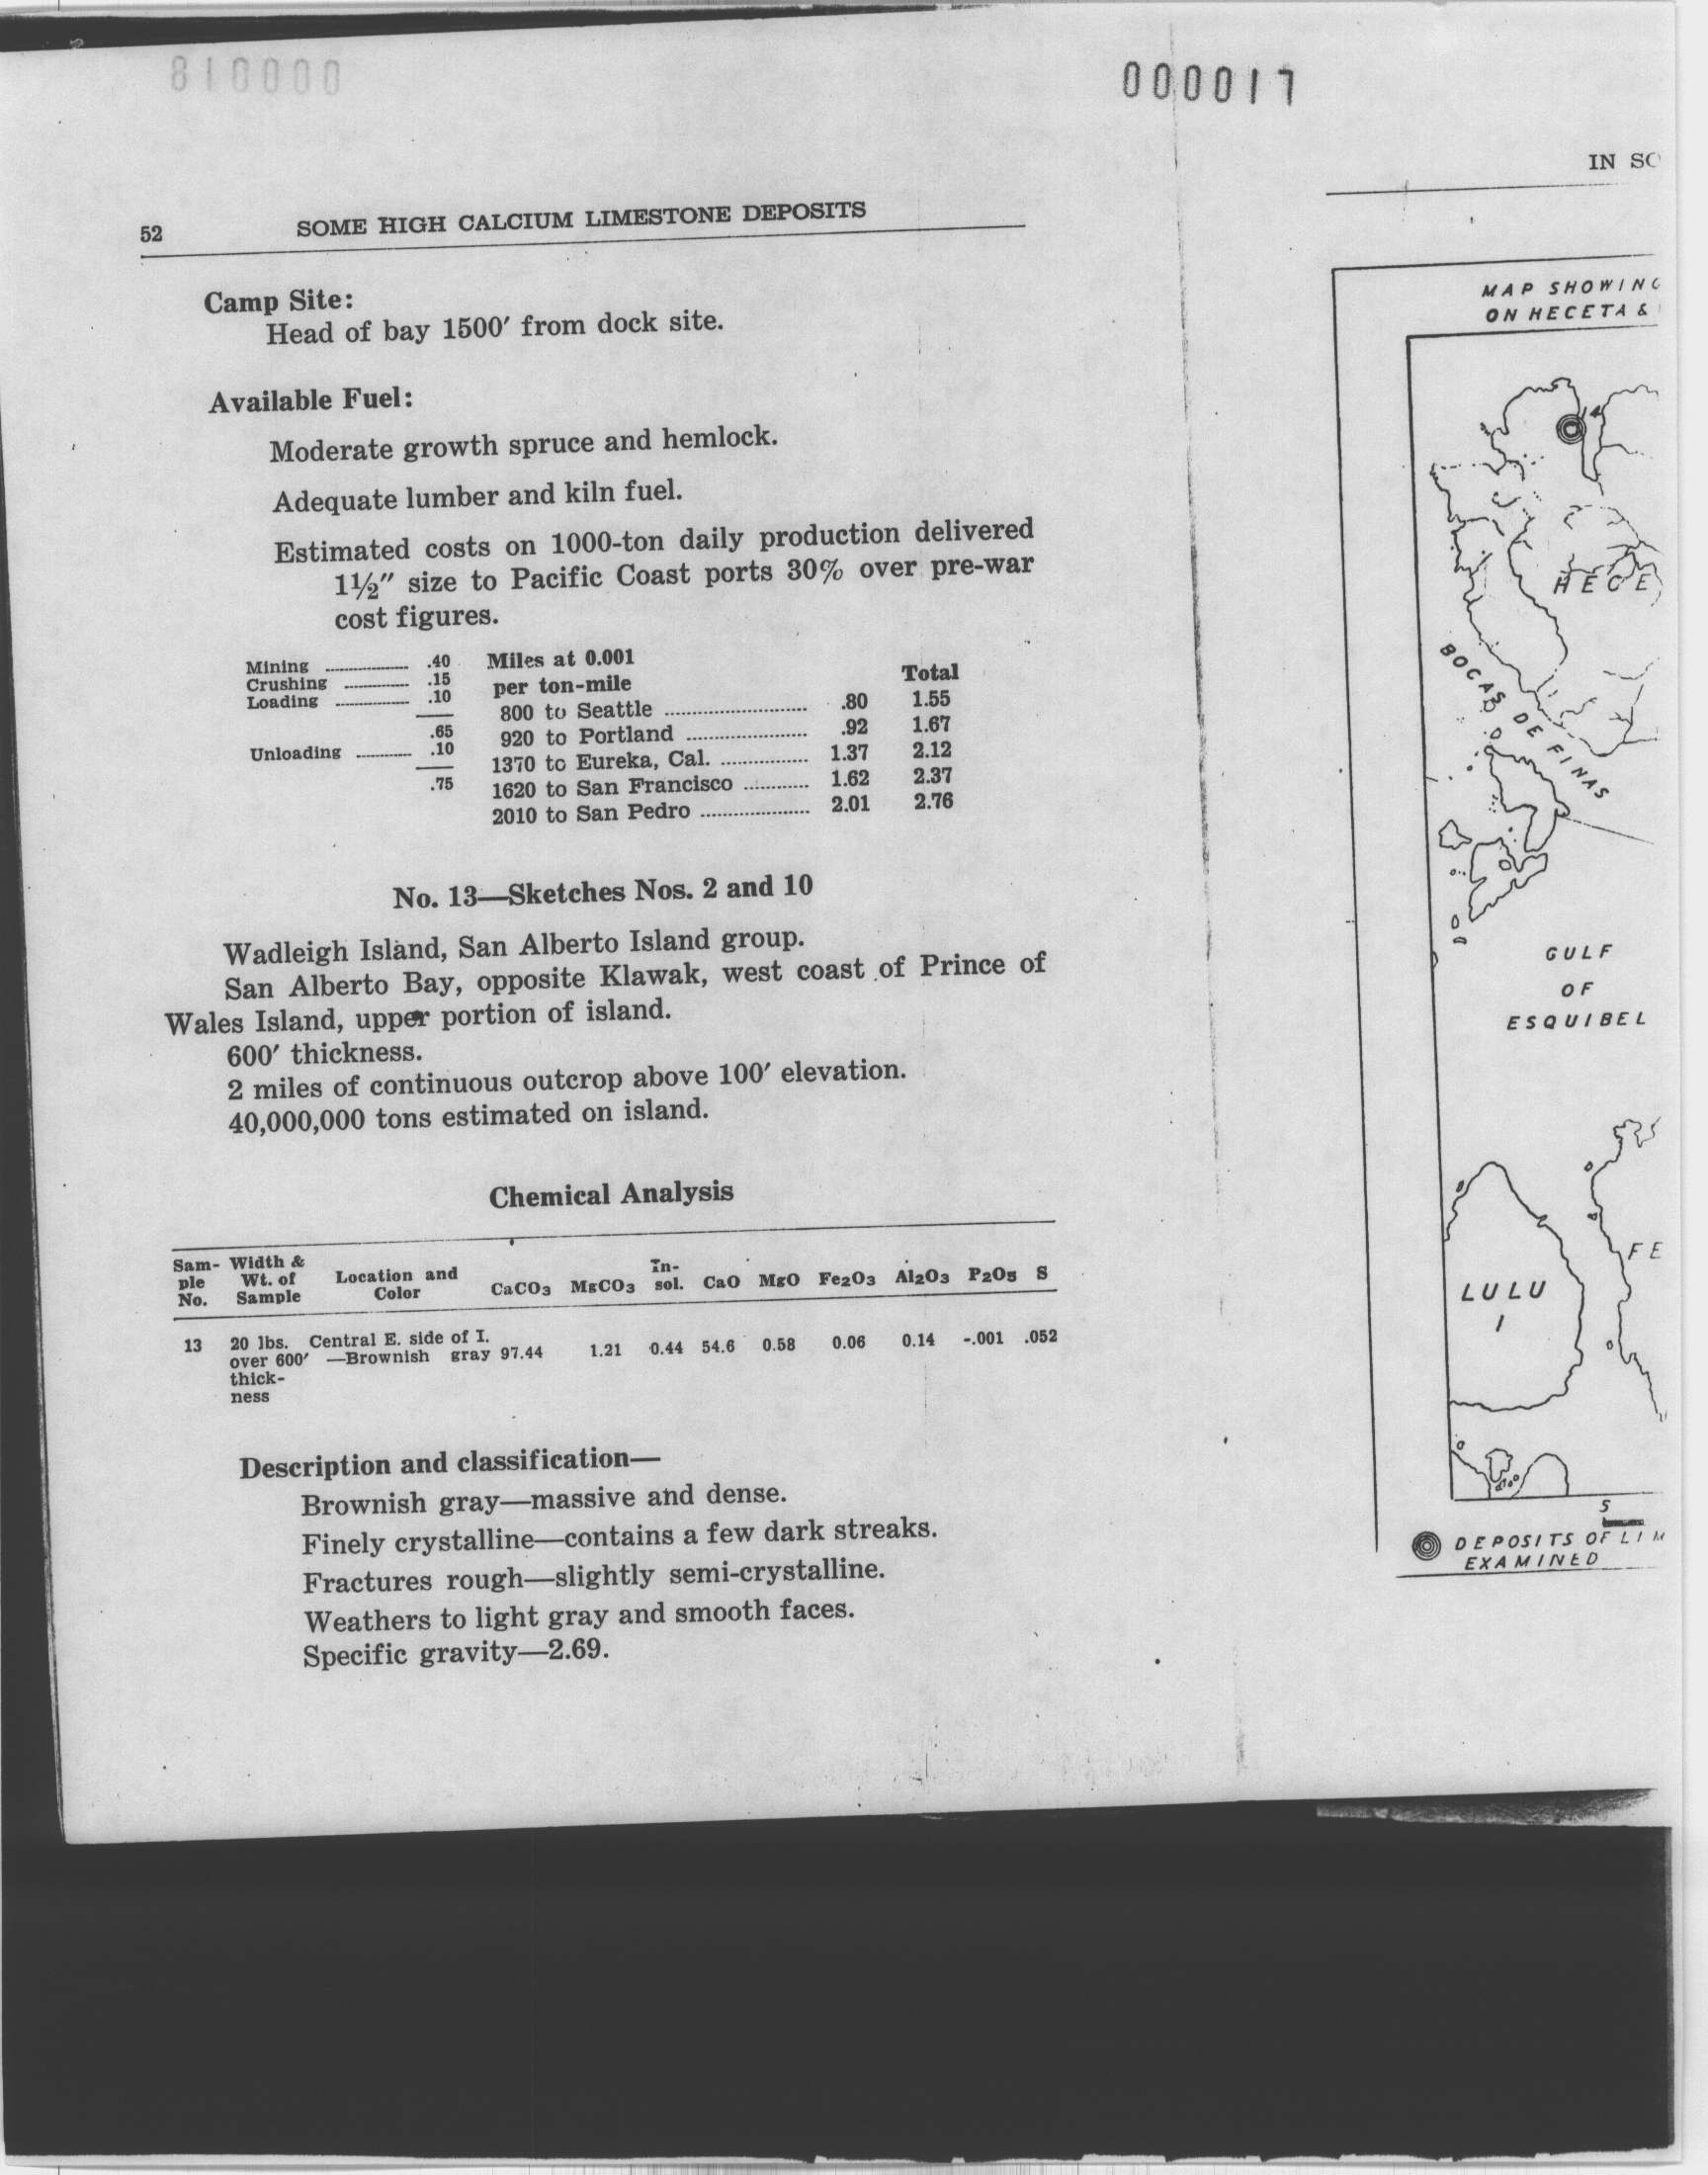 810000
000017
52 SOME HIGH CALCIUM LIMESTONE DEPOSITS
Camp Site:
Head of bay 1500′ from dock site.
Available Fuel:
Moderate growth spruce and hemlock.
Adequate lumber and kiln fuel.
Estimated costs on 1000-ton daily production delivered
1½″ size to Pacific Coast ports 30% over pre-war
cost figures.
Mining .40 Miles at 0.001
Crushing .15 per ton-mile Total
Loading .10 800 to Seattle .80 1.55
.65 920 to Portland .92 1.67
Unloading .10 1370 to Eureka, Cal. 1.37 2.12
.75 1620 to San Francisco 1.62 2.37
2010 to San Pedro 2.01 2.76
No. 13—Sketches Nos. 2 and 10
Wadleigh Island, San Alberto Island group.
San Alberto Bay, opposite Klawak, west coast of Prince of
Wales Island, upper portion of island.
600′ thickness.
2 miles of continuous outcrop above 100′ elevation.
40,000,000 tons estimated on island.
Chemical Analysis
Sam- Width & In-
ple Wt. of Location and CaCO3 MgCO3 sol. CaO MgO Fe2O3 Al2O3 P2O5 S
No. Sample Color
13 20 lbs. Central E. side of I. 97.44 1.21 0.44 54.6 0.58 0.06 0.14 -.001 .052
over 600′ —Brownish gray
thick-
ness
Description and classification—
Brownish gray—massive and dense.
Finely crystalline—contains a few dark streaks.
Fractures rough—slightly semi-crystalline.
Weathers to light gray and smooth faces.
Specific gravity—2.69.
IN SO
MAP SHOWING
ON HECETA &
4
HECE
BOCAS DE FINAS
GULF
OF
ESQUIBEL
FE
LULU
I
5
DEPOSITS OF LIM
EXAMINED